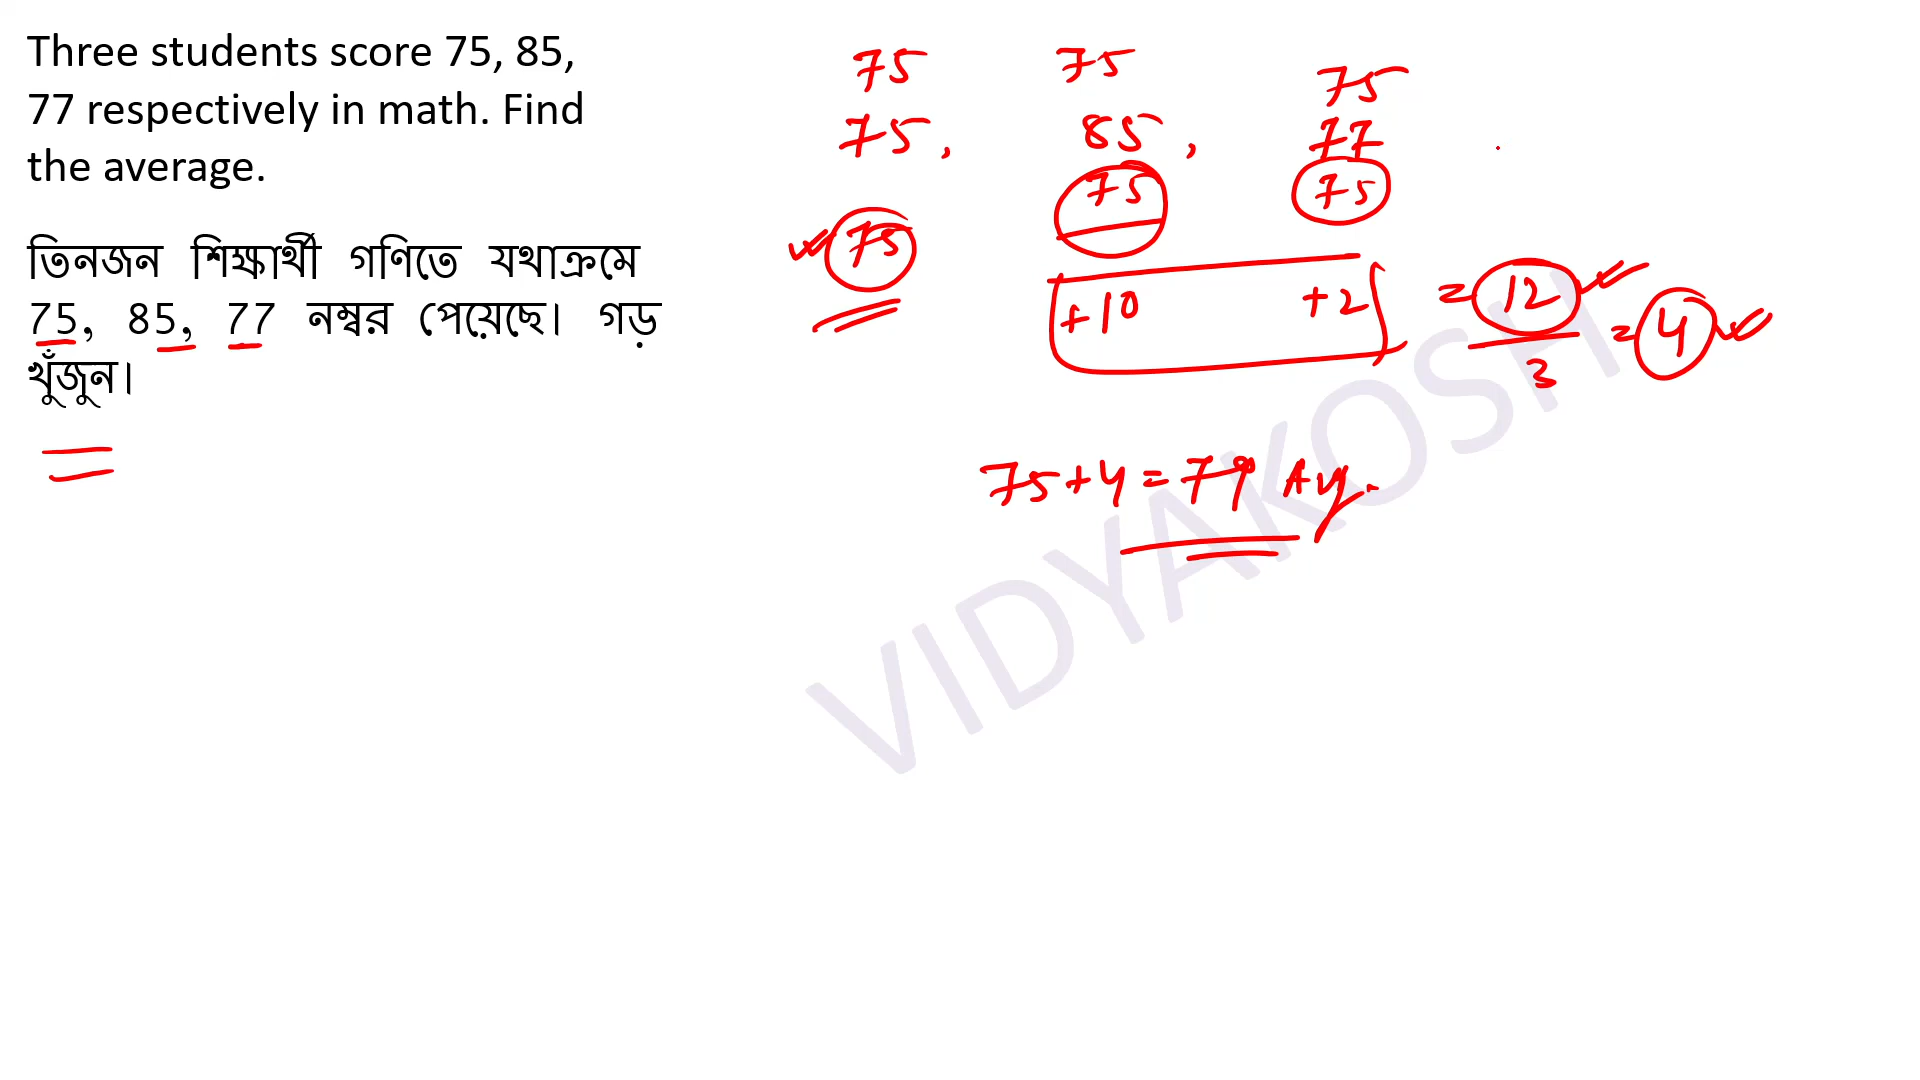 Three students score 75, 85,
77 respectively in math. Find
the average.
তিনজন শিক্ষার্থী গণিতে যথাক্রমে
75, 85, 77 নম্বর পেয়েছে। গড়
খুঁজুন।
75 75 75
75, 85, 77
75 75
75
+10 +2 = 12/3 = 4
75+4=79 Avg.
VIDYAKOSH